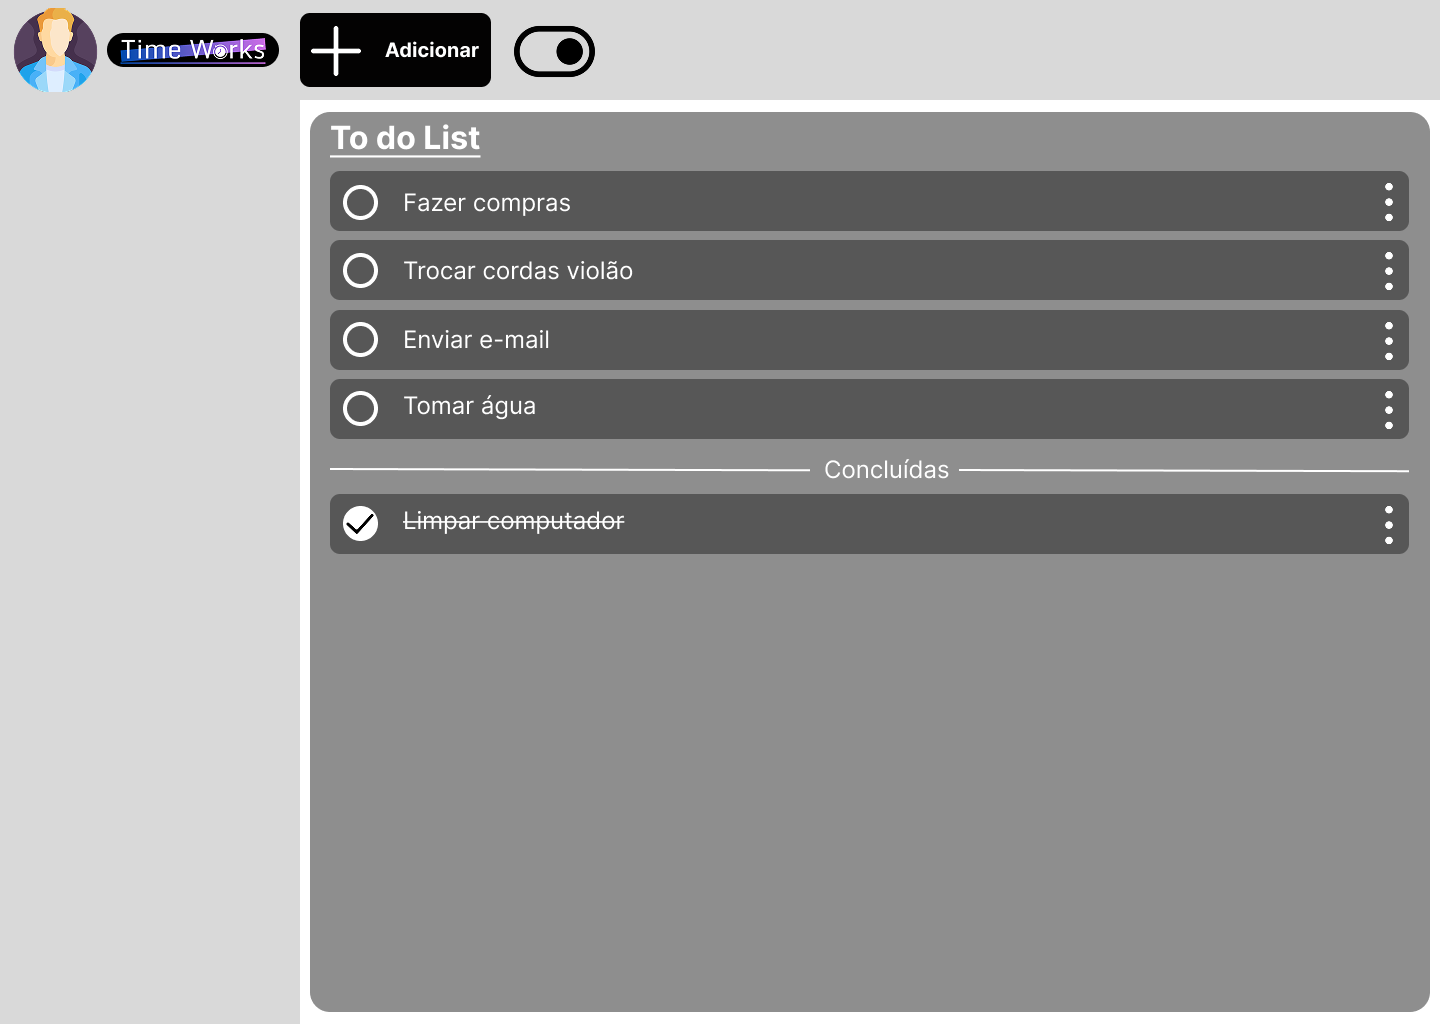 Time Works
Adicionar
To do List
Fazer compras
Trocar cordas violão
Enviar e-mail
Tomar água
Concluídas
Limpar computador